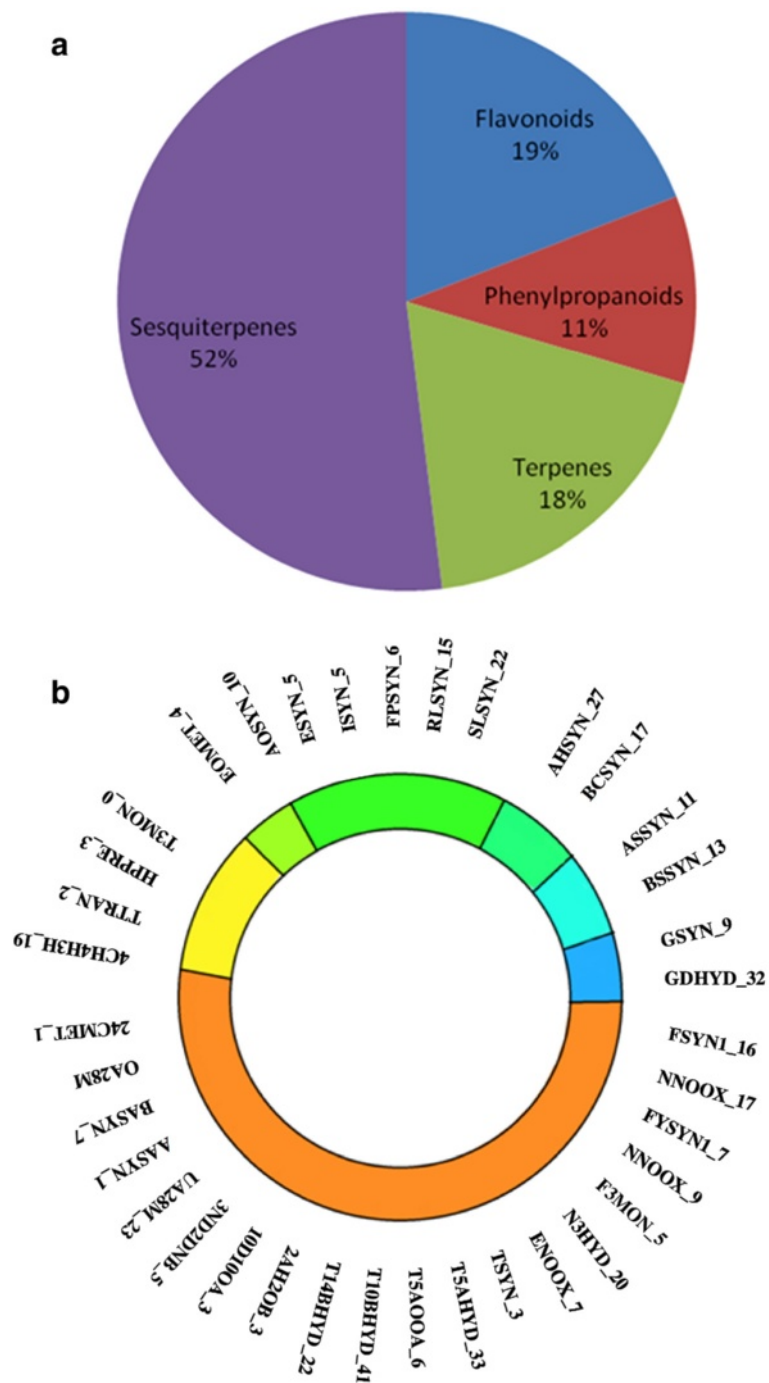 a
Flavonoids
19%
Phenylpropanoids
11%
Terpenes
18%
Sesquiterpenes
52%
b
FPSYN_6
RLSYN_15
SLSYN_22
AHSYN_27
BCSYN_17
ASSYN_11
BSSYN_13
GSYN_9
GDHYD_32
FSYN1_16
NNOOX_17
FYSYN1_7
NNOOX_9
F3MON_5
N3HYD_20
ENOOX_7
TSYN_3
T5AHYD_33
T5AOOA_6
T10BHYD_41
T14BHYD_22
2AH2OB_3
10D10OA_3
3ND2DNB_5
UA28M_23
AASYN_1
BASYN_7
OA28M
24CMET_1
4CH4H3H_19
TTRAN_2
HPPRE_3
T3MON_0
EOMET_4
AOSYN_10
ESYN_5
ISYN_5